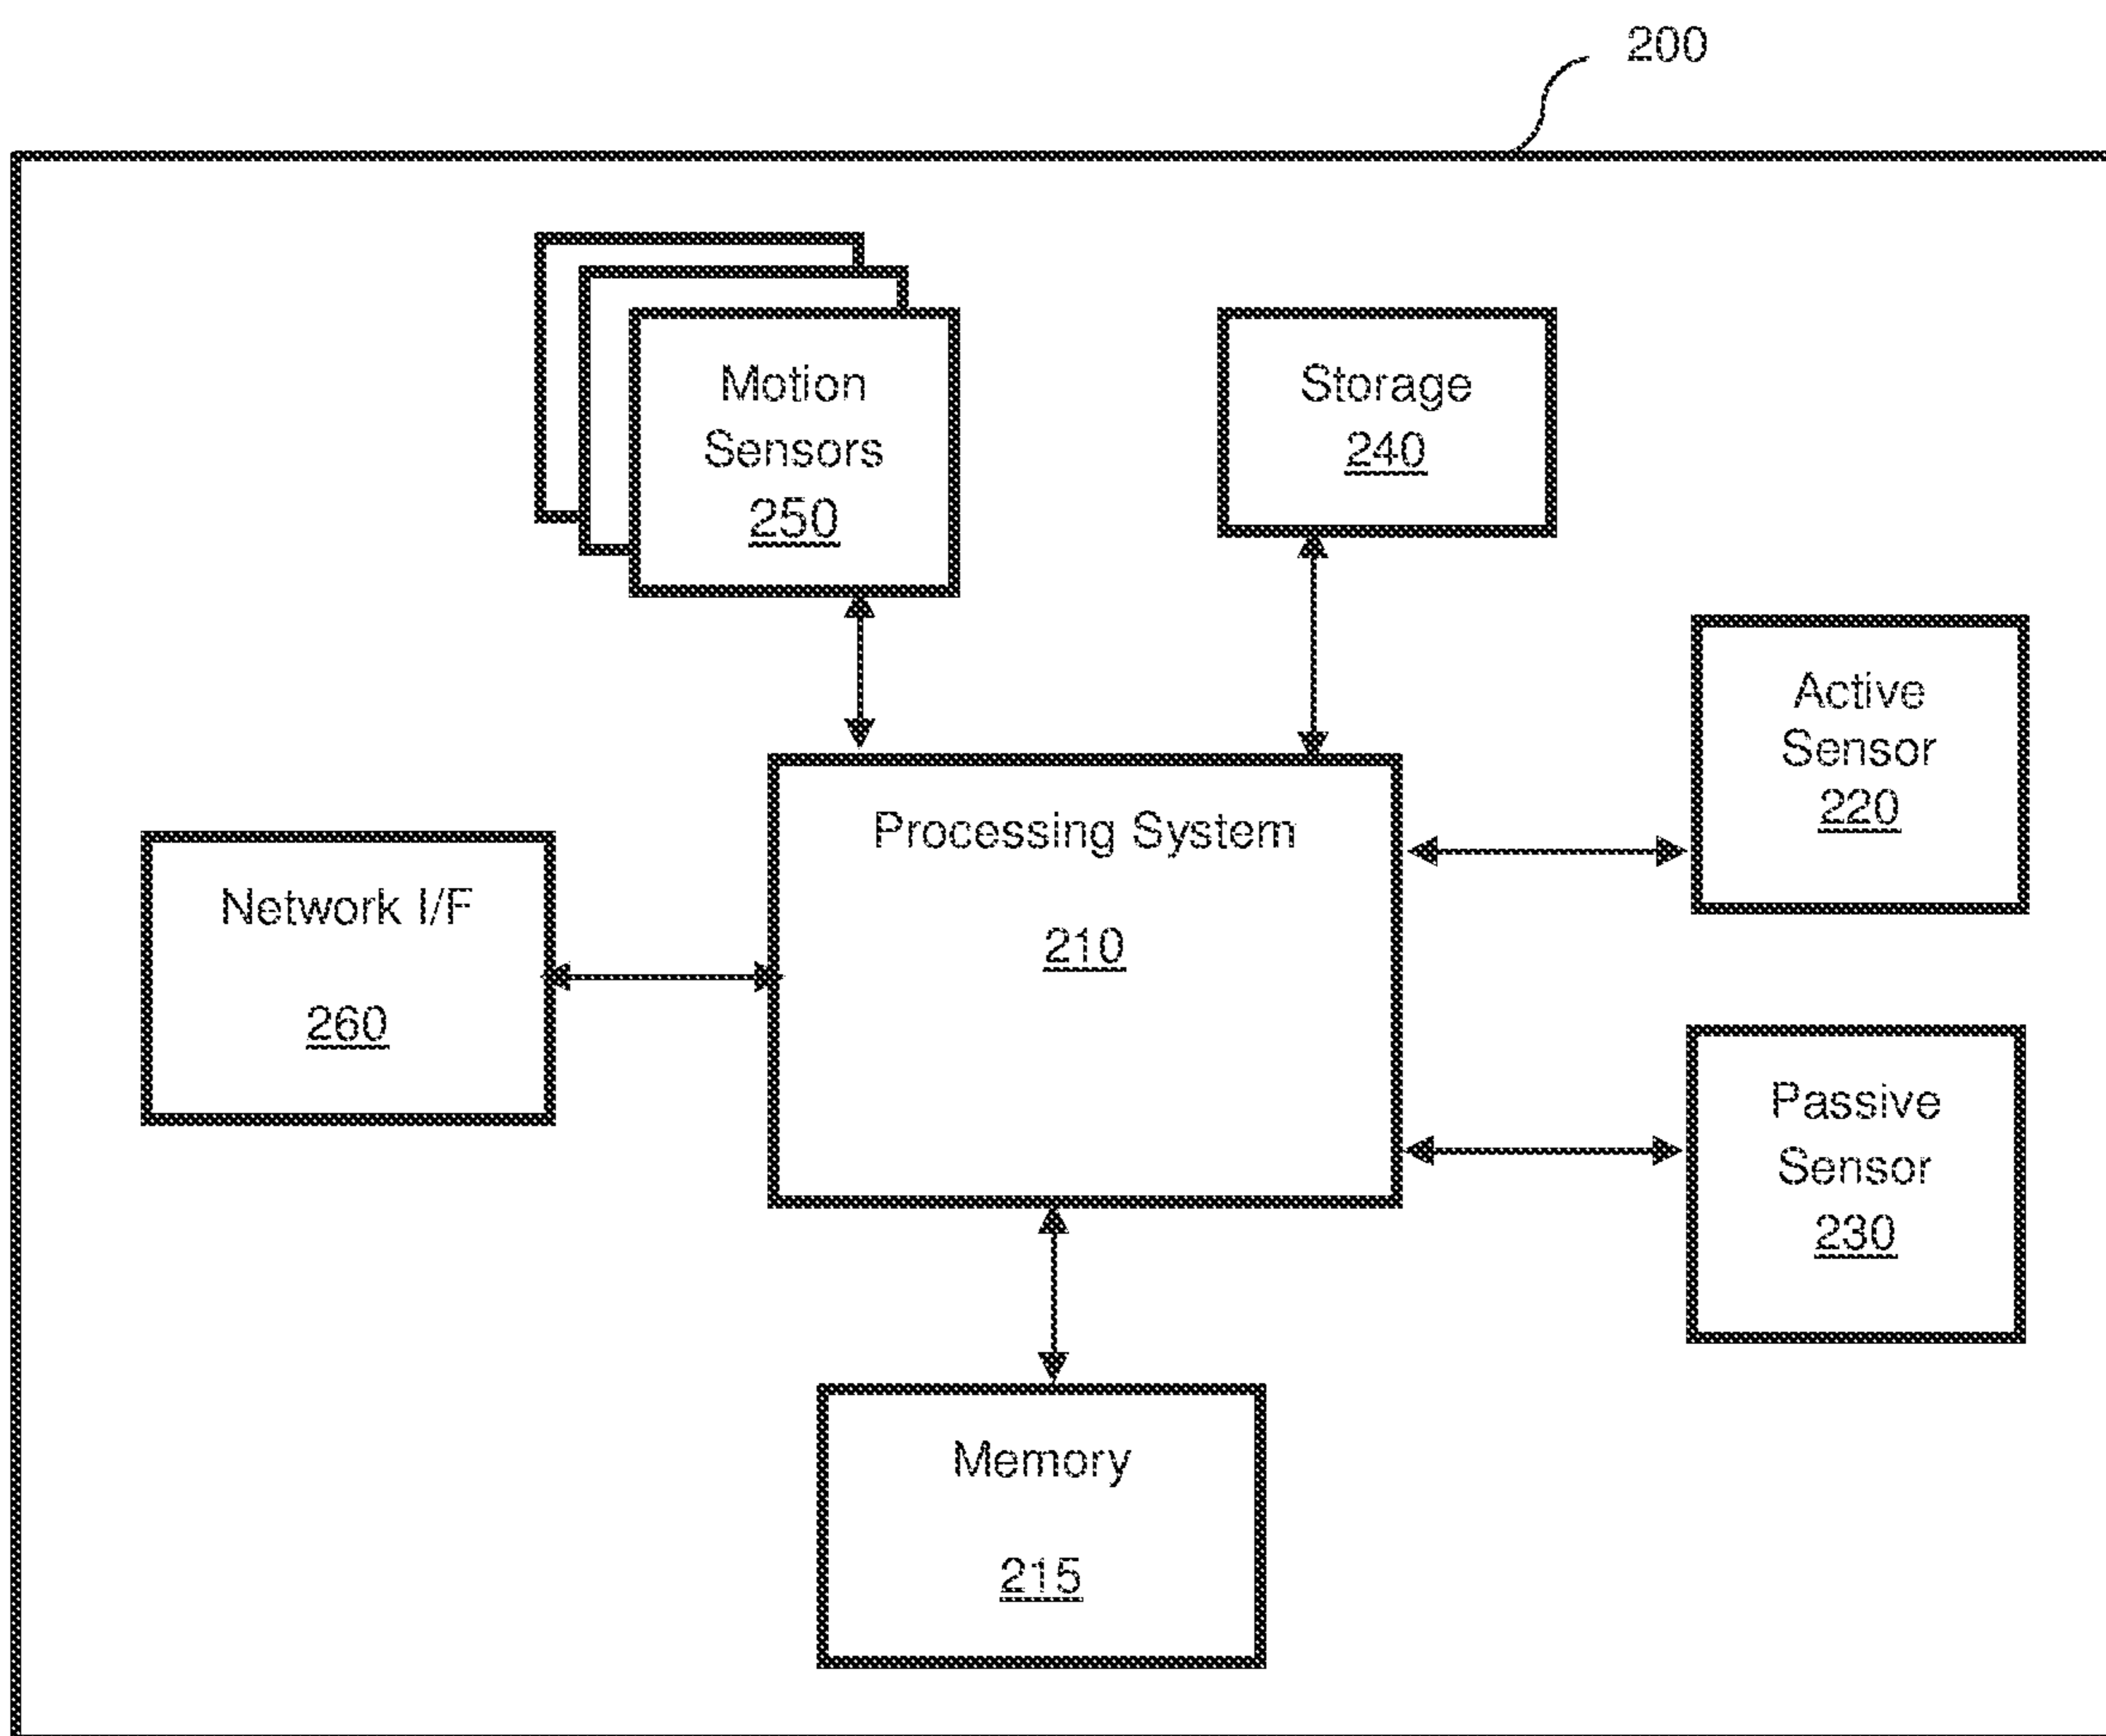 200
Motion
Sensors
250
Storage
240
Active
Sensor
220
Processing System
210
Network I/F
260
Passive
Sensor
230
Memory
215